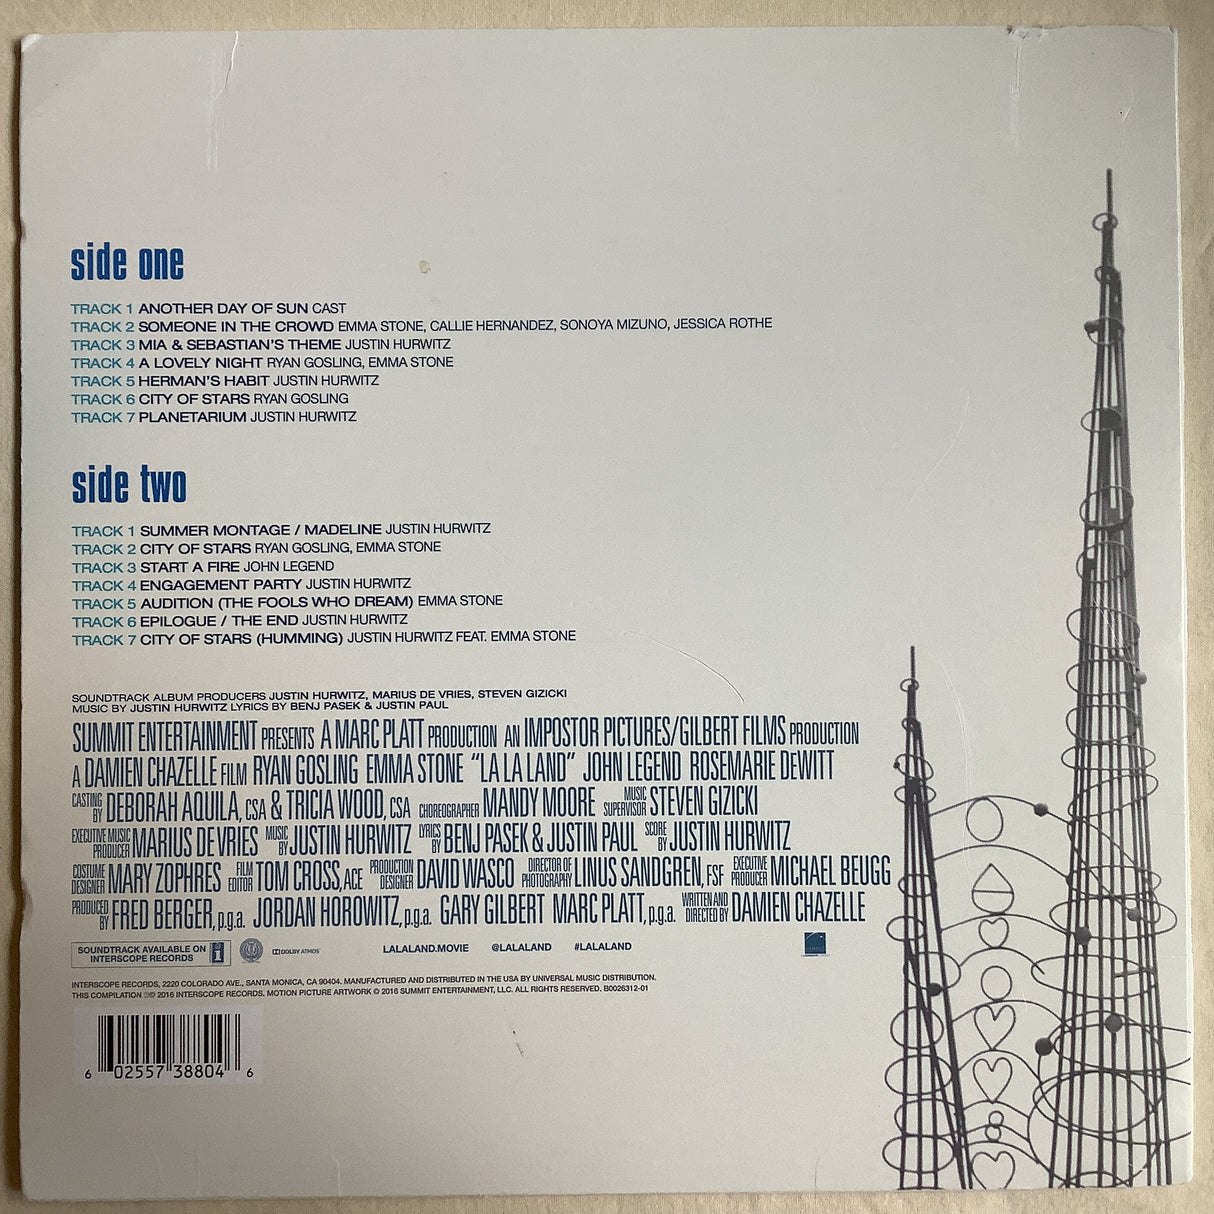 side one
TRACK 1 ANOTHER DAY OF SUN CAST
TRACK 2 SOMEONE IN THE CROWD EMMA STONE, CALLIE HERNANDEZ, SONOYA MIZUNO, JESSICA ROTHE
TRACK 3 MIA & SEBASTIAN'S THEME JUSTIN HURWITZ
TRACK 4 A LOVELY NIGHT RYAN GOSLING, EMMA STONE
TRACK 5 HERMAN'S HABIT JUSTIN HURWITZ
TRACK 6 CITY OF STARS RYAN GOSLING
TRACK 7 PLANETARIUM JUSTIN HURWITZ
side two
TRACK 1 SUMMER MONTAGE / MADELINE JUSTIN HURWITZ
TRACK 2 CITY OF STARS RYAN GOSLING, EMMA STONE
TRACK 3 START A FIRE JOHN LEGEND
TRACK 4 ENGAGEMENT PARTY JUSTIN HURWITZ
TRACK 5 AUDITION (THE FOOLS WHO DREAM) EMMA STONE
TRACK 6 EPILOGUE / THE END JUSTIN HURWITZ
TRACK 7 CITY OF STARS (HUMMING) JUSTIN HURWITZ FEAT. EMMA STONE
SOUNDTRACK ALBUM PRODUCERS JUSTIN HURWITZ, MARIUS DE VRIES, STEVEN GIZICKI
MUSIC BY JUSTIN HURWITZ LYRICS BY BENJ PASEK & JUSTIN PAUL
SUMMIT ENTERTAINMENT PRESENTS A MARC PLATT PRODUCTION AN IMPOSTOR PICTURES/GILBERT FILMS PRODUCTION
A DAMIEN CHAZELLE FILM RYAN GOSLING EMMA STONE "LA LA LAND" JOHN LEGEND ROSEMARIE DEWITT
CASTING BY DEBORAH AQUILA, CSA & TRICIA WOOD, CSA CHOREOGRAPHER MANDY MOORE MUSIC SUPERVISOR STEVEN GIZICKI
EXECUTIVE MUSIC PRODUCER MARIUS DE VRIES MUSIC BY JUSTIN HURWITZ LYRICS BY BENJ PASEK & JUSTIN PAUL SCORE BY JUSTIN HURWITZ
COSTUME DESIGNER MARY ZOPHRES FILM EDITOR TOM CROSS, ACE PRODUCTION DESIGNER DAVID WASCO DIRECTOR OF PHOTOGRAPHY LINUS SANDGREN, FSF EXECUTIVE PRODUCER MICHAEL BEUGG
PRODUCED BY FRED BERGER, p.g.a. JORDAN HOROWITZ, p.g.a. GARY GILBERT MARC PLATT, p.g.a. WRITTEN AND DIRECTED BY DAMIEN CHAZELLE
SOUNDTRACK AVAILABLE ON
INTERSCOPE RECORDS
DOLBY ATMOS LALALAND.MOVIE @LALALAND #LALALAND
INTERSCOPE RECORDS, 2220 COLORADO AVE., SANTA MONICA, CA 90404. MANUFACTURED AND DISTRIBUTED IN THE USA BY UNIVERSAL MUSIC DISTRIBUTION.
THIS COMPILATION ℗© 2016 INTERSCOPE RECORDS. MOTION PICTURE ARTWORK © 2016 SUMMIT ENTERTAINMENT, LLC. ALL RIGHTS RESERVED. B0026312-01
6 02557 38804 6